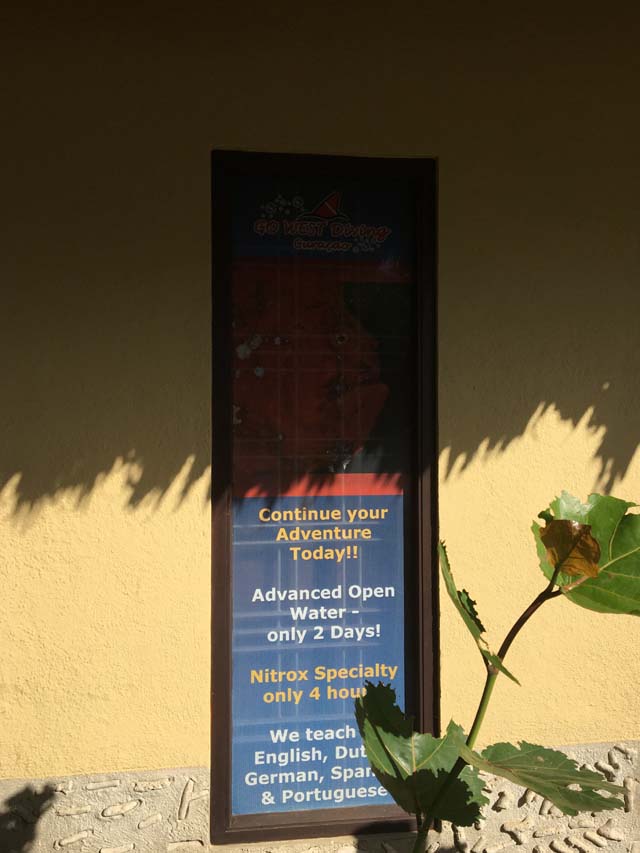 GO WEST Diving
Curaçao
Continue your
Adventure
Today!!
Advanced Open
Water -
only 2 Days!
Nitrox Specialty
only 4
We teach
English,
German,
& Portuguese